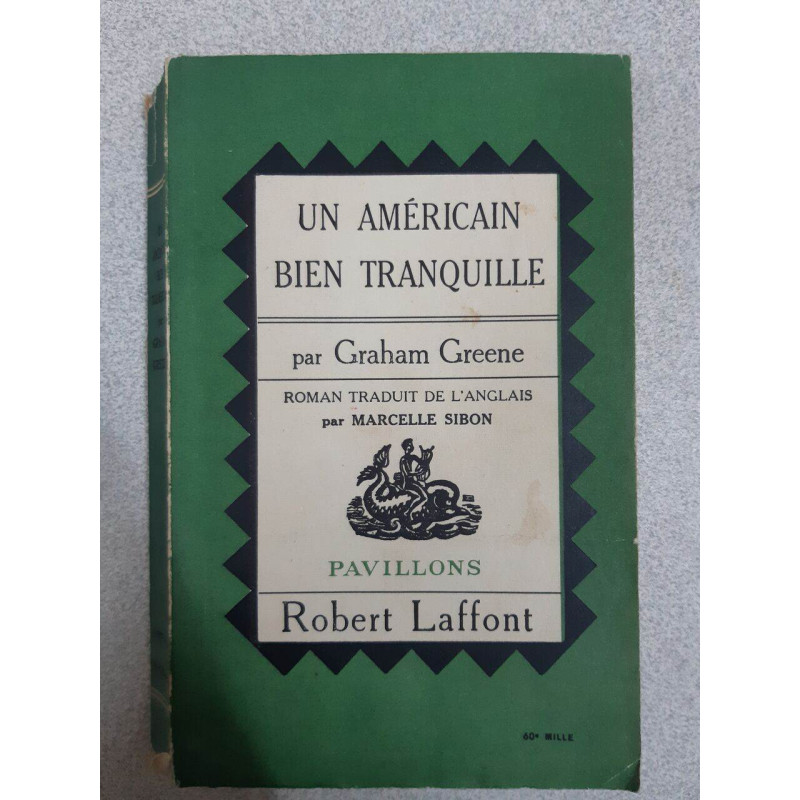 UN AMÉRICAIN
BIEN TRANQUILLE
par Graham Greene
ROMAN TRADUIT DE L'ANGLAIS
par MARCELLE SIBON
PAVILLONS
Robert Laffont
60e MILLE